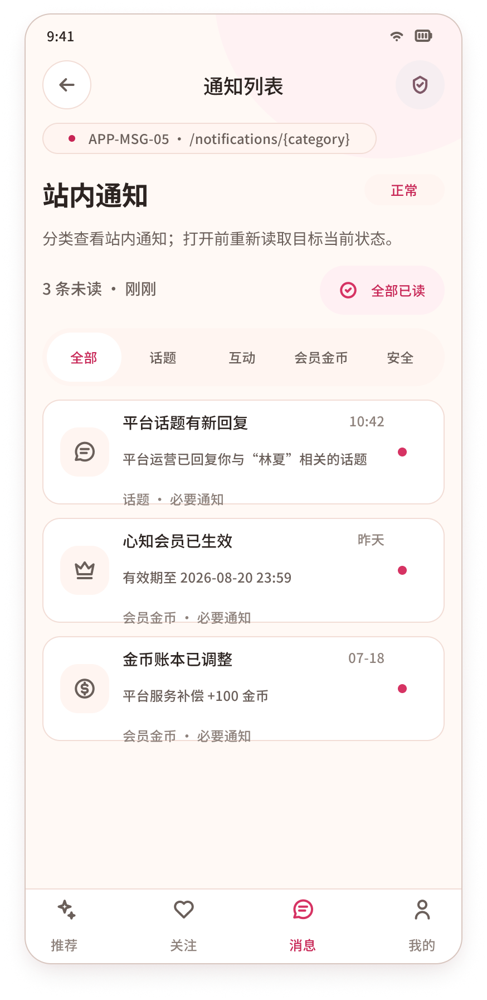 9:41
通知列表
APP-MSG-05 • /notifications/{category}
站内通知
正常
分类查看站内通知；打开前重新读取目标当前状态。
3 条未读 • 刚刚
全部已读
全部 话题 互动 会员金币 安全
平台话题有新回复 10:42
平台运营已回复你与“林夏”相关的话题
话题 • 必要通知
心知会员已生效 昨天
有效期至 2026-08-20 23:59
会员金币 • 必要通知
金币账本已调整 07-18
平台服务补偿 +100 金币
会员金币 • 必要通知
推荐 关注 消息 我的